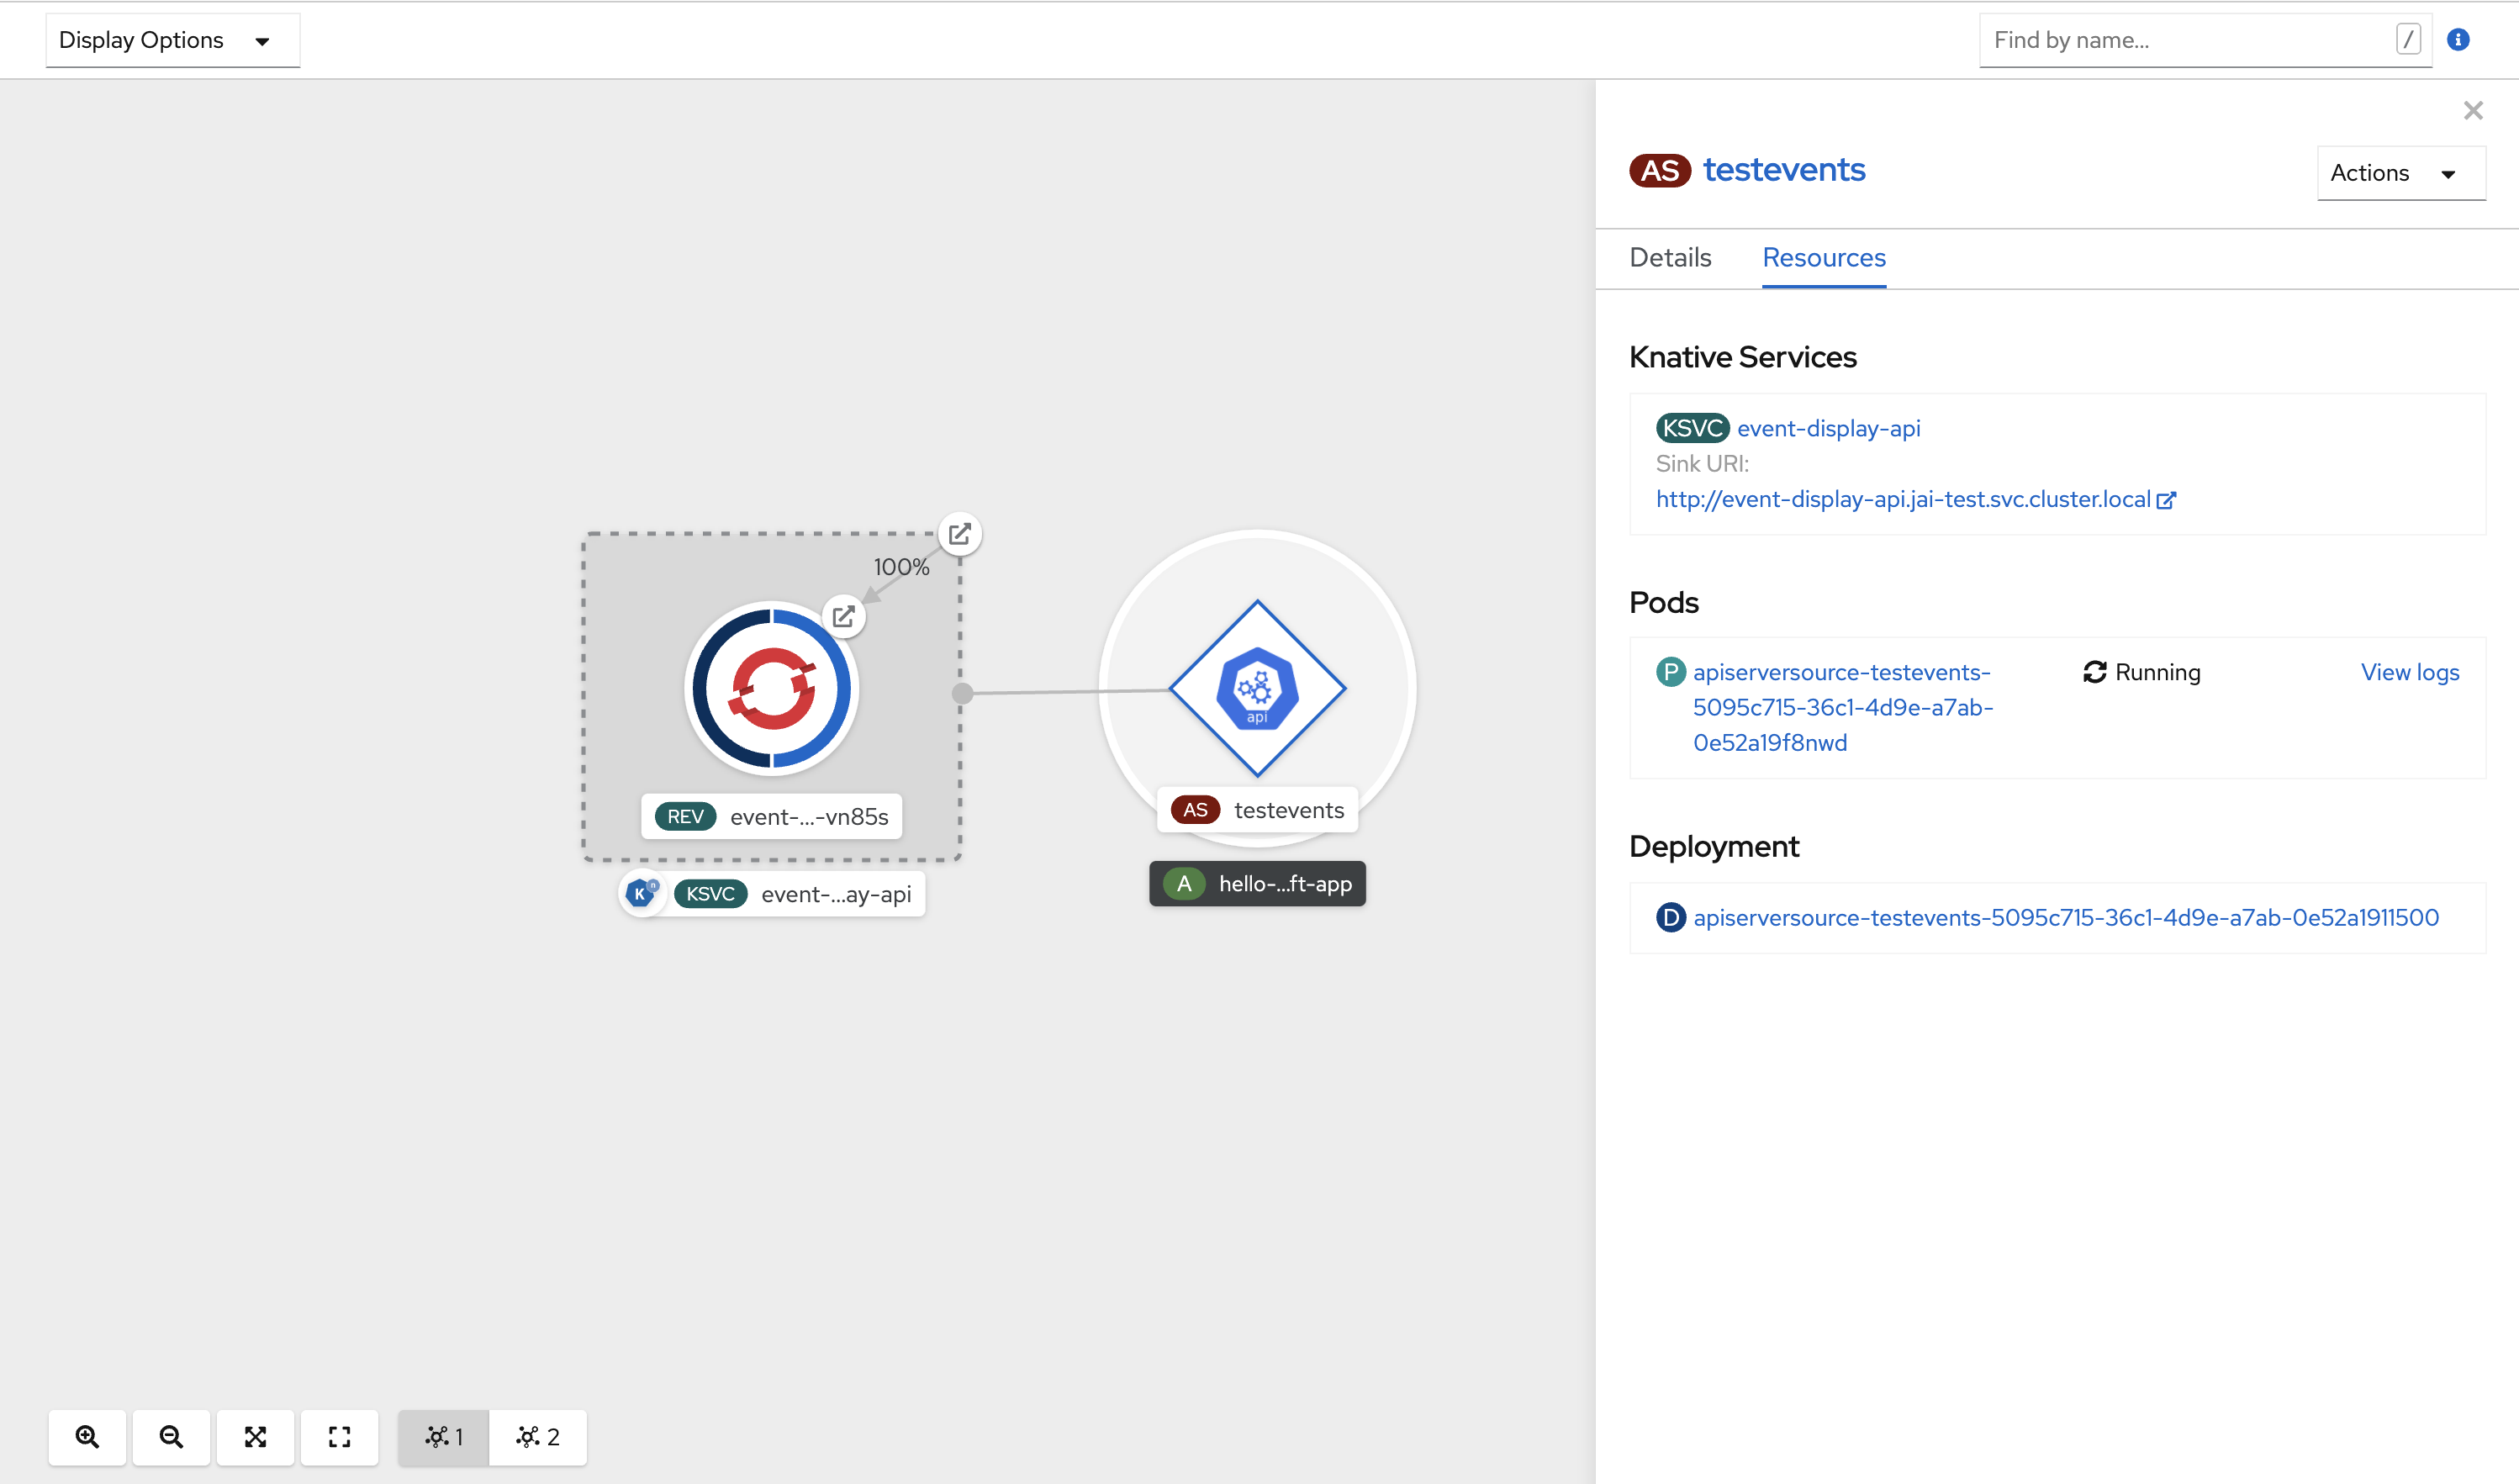 Display Options
Find by name...
/
AS testevents
Actions
Details
Resources
Knative Services
KSVC event-display-api
Sink URI:
http://event-display-api.jai-test.svc.cluster.local
Pods
P apiserversource-testevents-
5095c715-36c1-4d9e-a7ab-
0e52a19f8nwd
Running
View logs
Deployment
D apiserversource-testevents-5095c715-36c1-4d9e-a7ab-0e52a1911500
100%
REV event-...-vn85s
K n KSVC event-...ay-api
api
AS testevents
A hello-...ft-app
1
2